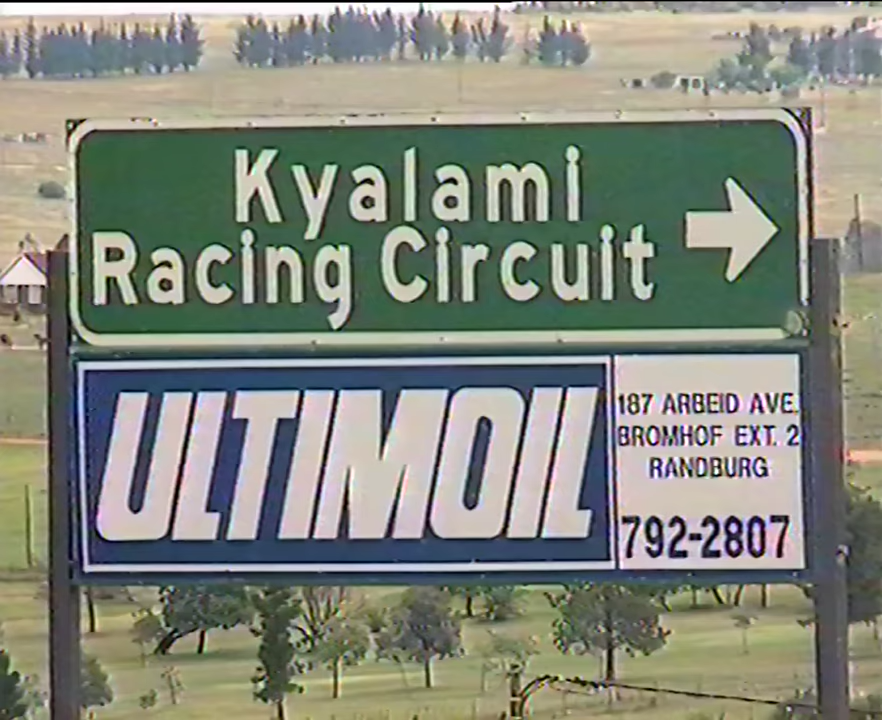 Kyalami
Racing Circuit
ULTIMOIL
187 ARBEID AVE.
BROMHOF EXT. 2
RANDBURG
792-2807